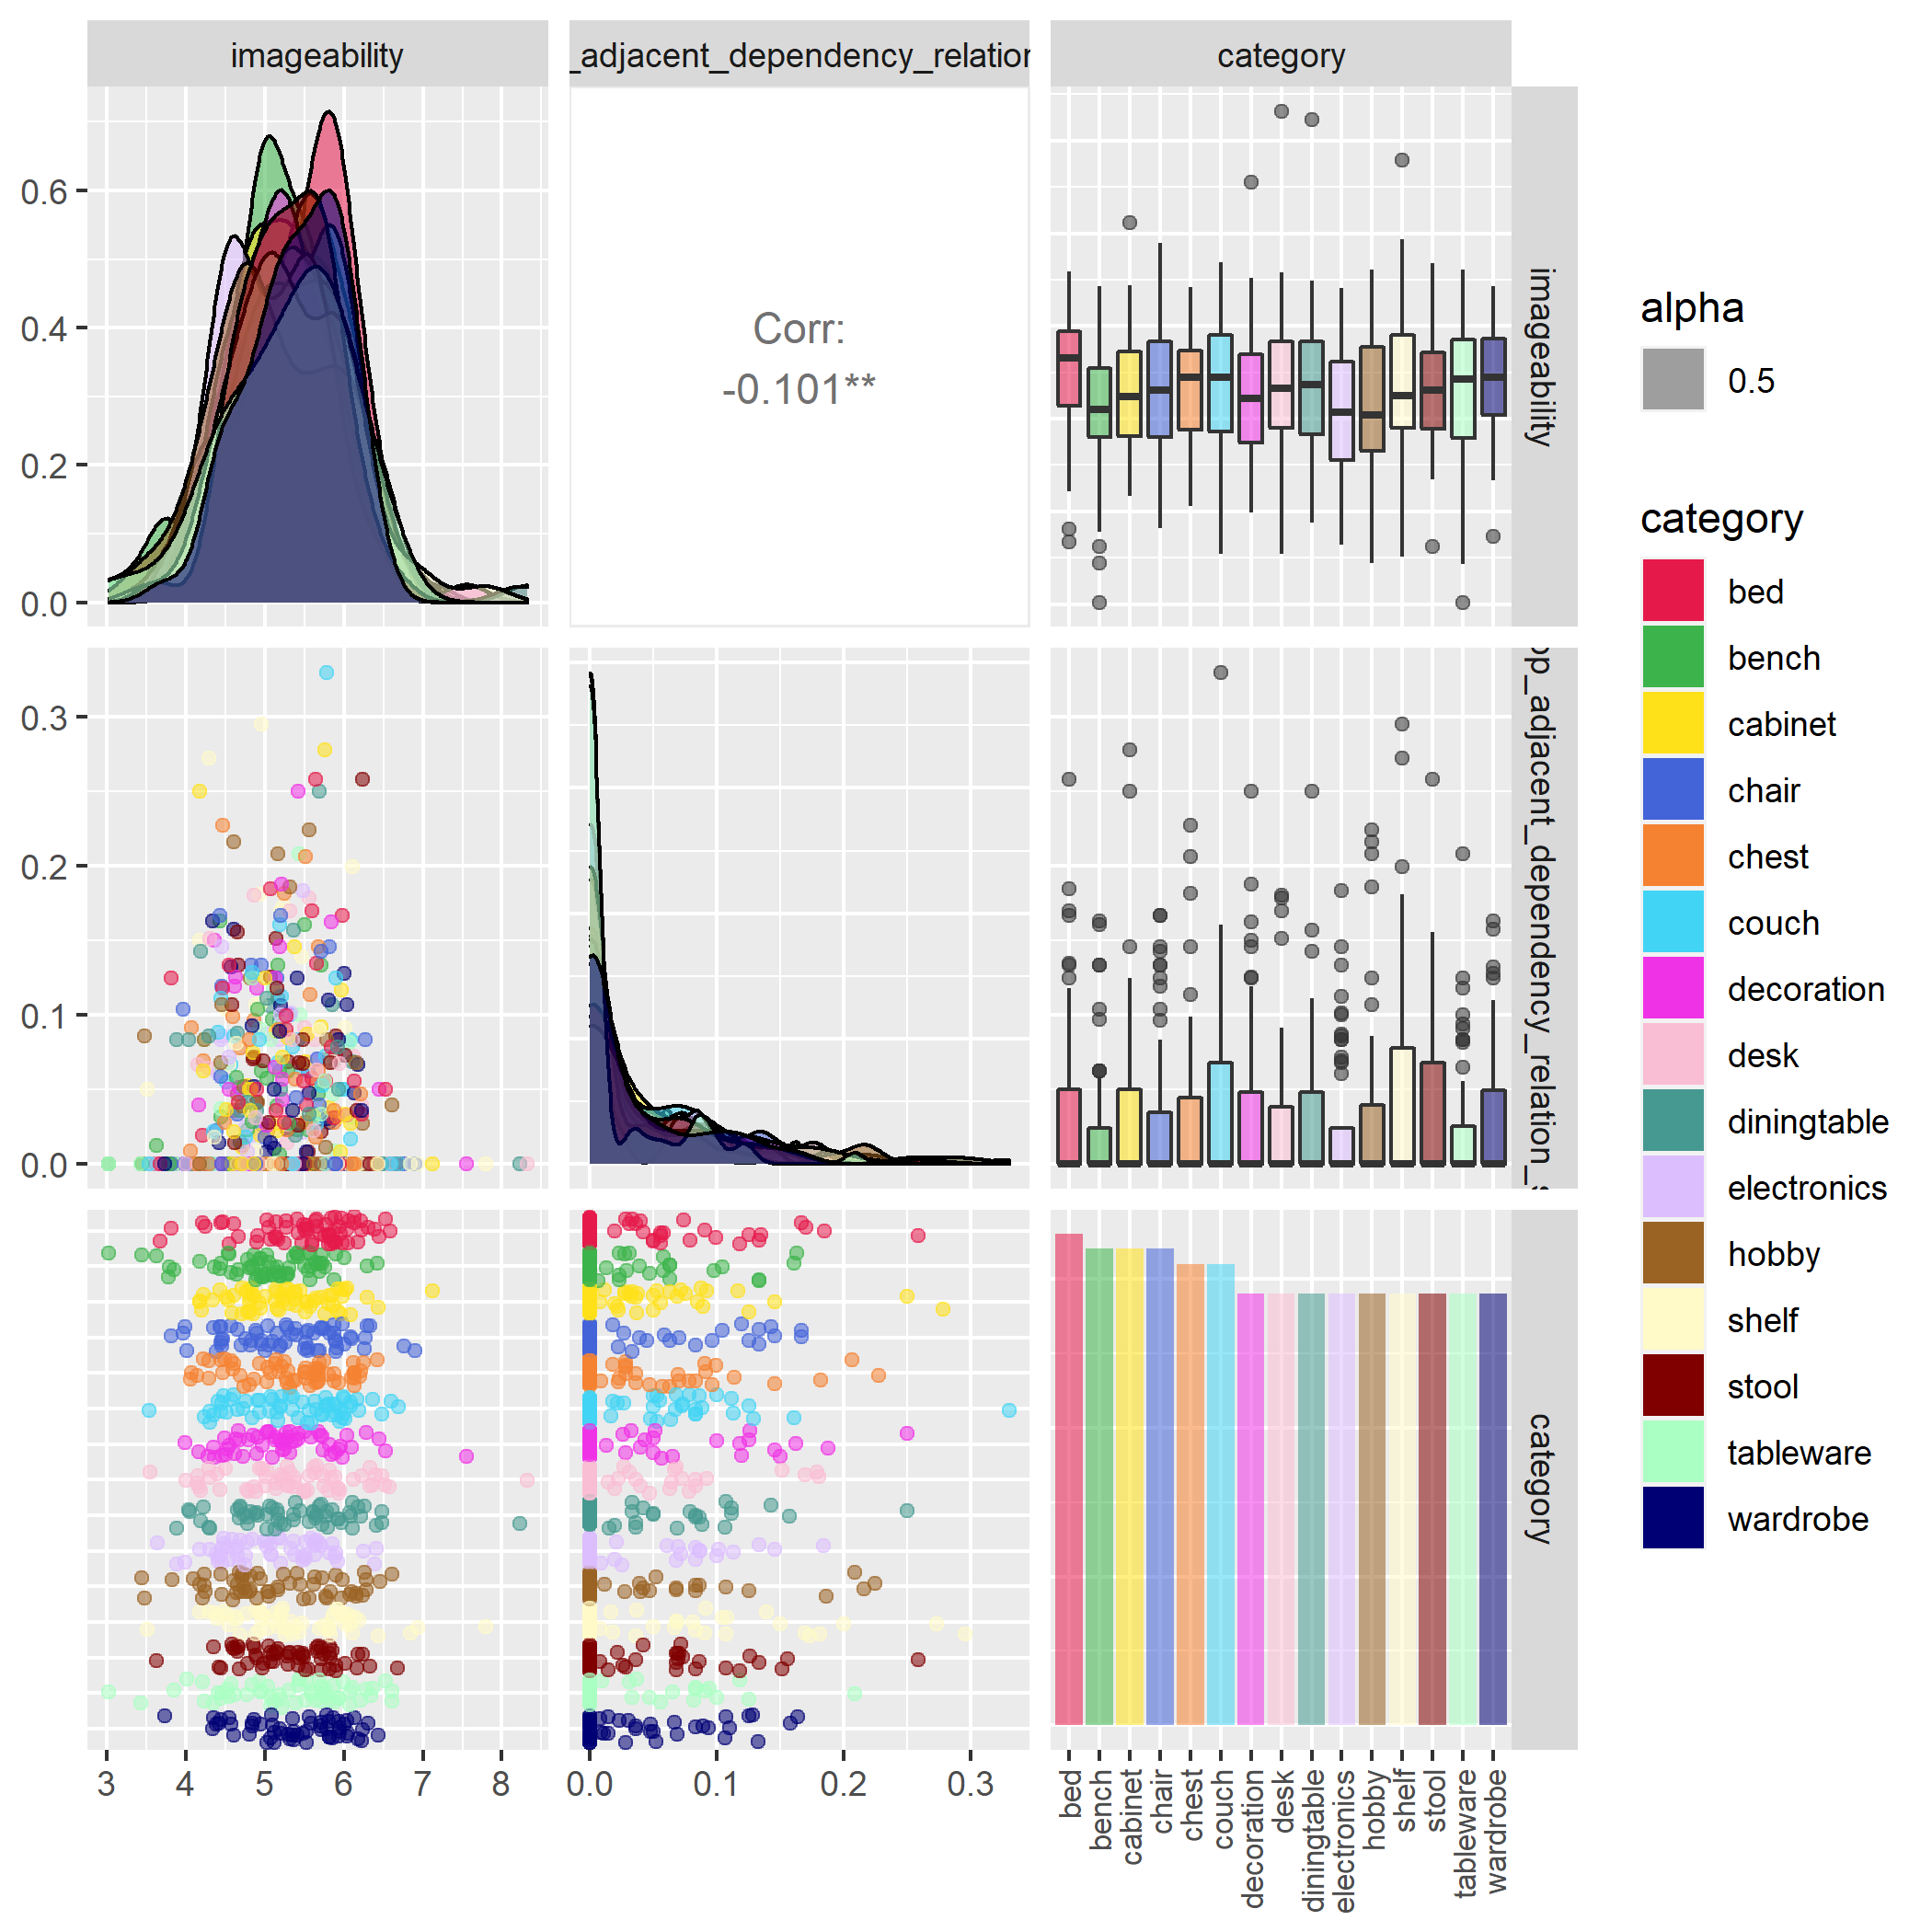 imageability
_adjacent_dependency_relation
category
0.6
0.4
0.2
0.0
Corr:
-0.101**
imageability
0.3
0.2
0.1
0.0
pp_adjacent_dependency_relation_s
category
3 4 5 6 7 8
0.0 0.1 0.2 0.3
bed
bench
cabinet
chair
chest
couch
decoration
desk
diningtable
electronics
hobby
shelf
stool
tableware
wardrobe
alpha
0.5
category
bed
bench
cabinet
chair
chest
couch
decoration
desk
diningtable
electronics
hobby
shelf
stool
tableware
wardrobe